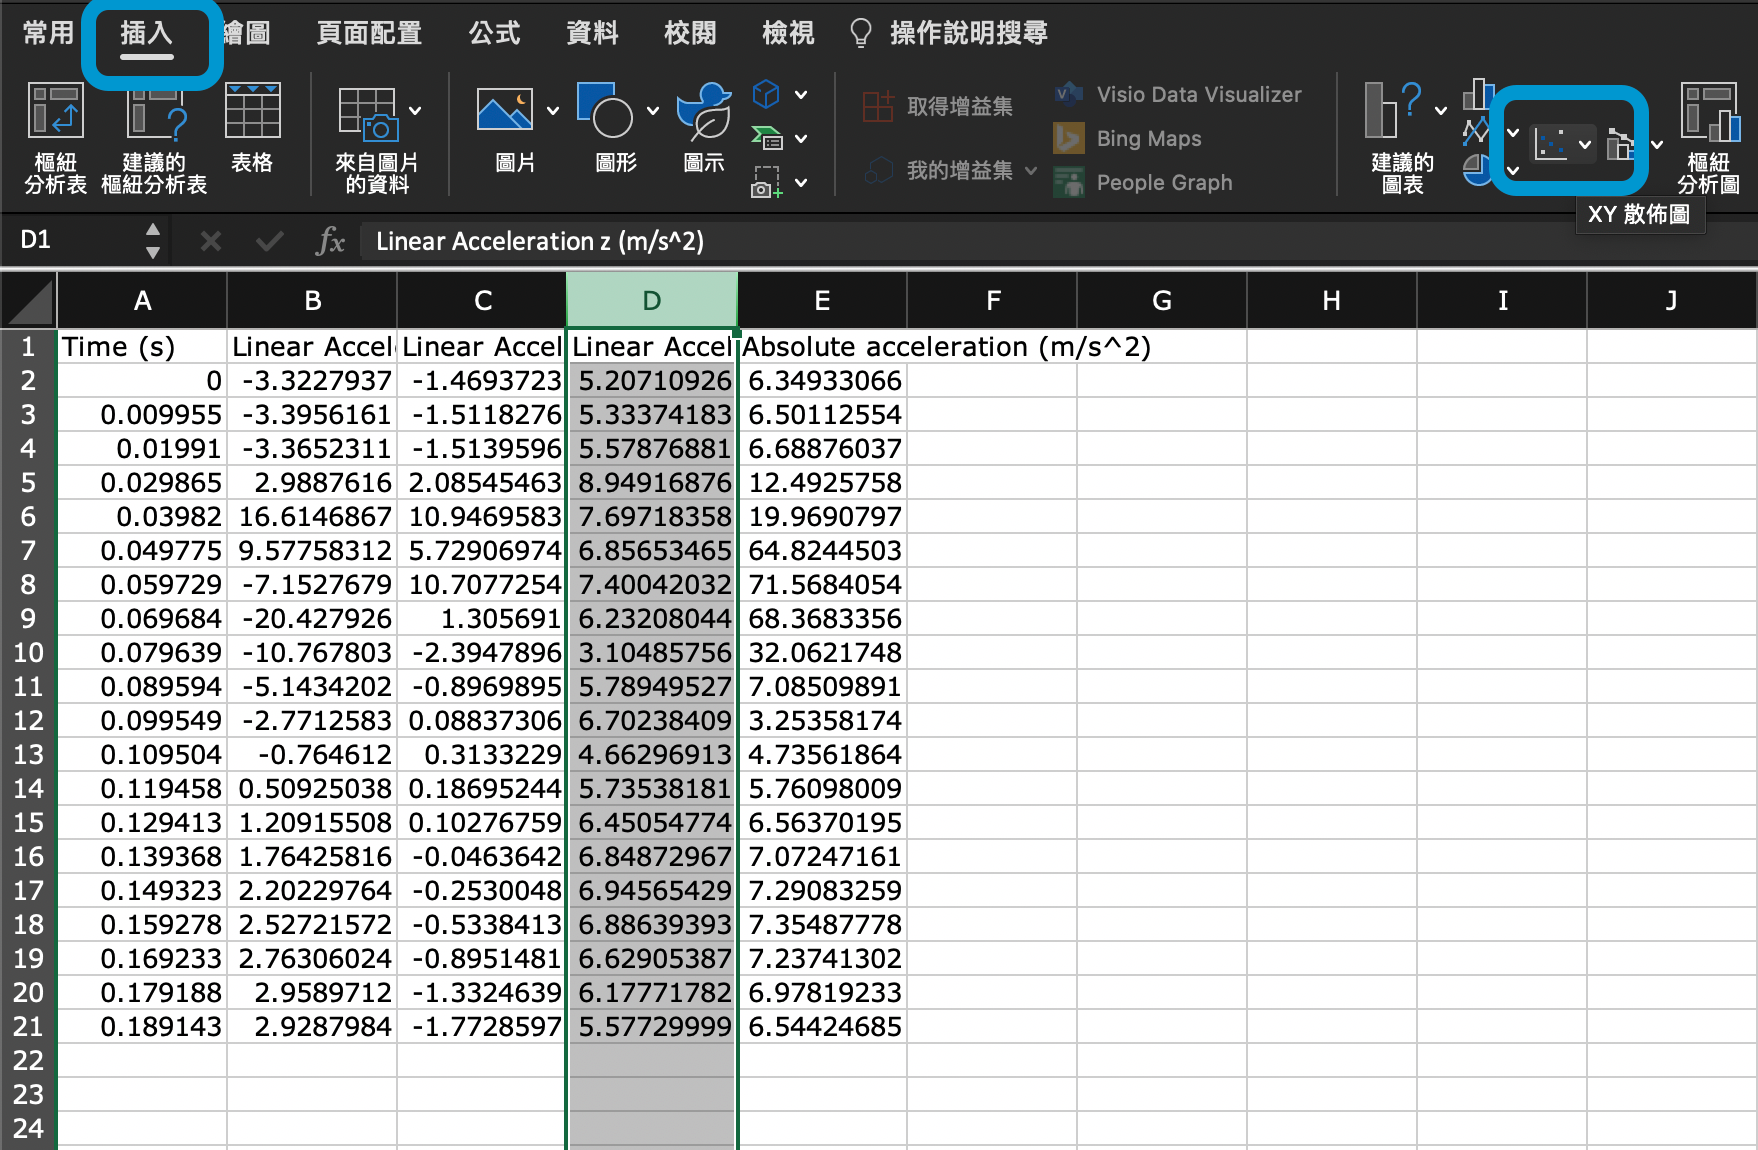 常用 插入 繪圖 頁面配置 公式 資料 校閱 檢視 操作說明搜尋
樞紐
分析表
建議的
樞紐分析表
表格
來自圖片
的資料
圖片
圖形
圖示
取得增益集
我的增益集
Visio Data Visualizer
Bing Maps
People Graph
建議的
圖表
樞紐
分析圖
XY 散佈圖
D1 fx Linear Acceleration z (m/s^2)
A B C D E F G H I J
1 Time (s) Linear Accel Linear Accel Linear Accel Absolute acceleration (m/s^2)
2 0 -3.3227937 -1.4693723 5.20710926 6.34933066
3 0.009955 -3.3956161 -1.5118276 5.33374183 6.50112554
4 0.01991 -3.3652311 -1.5139596 5.57876881 6.68876037
5 0.029865 2.9887616 2.08545463 8.94916876 12.4925758
6 0.03982 16.6146867 10.9469583 7.69718358 19.9690797
7 0.049775 9.57758312 5.72906974 6.85653465 64.8244503
8 0.059729 -7.1527679 10.7077254 7.40042032 71.5684054
9 0.069684 -20.427926 1.305691 6.23208044 68.3683356
10 0.079639 -10.767803 -2.3947896 3.10485756 32.0621748
11 0.089594 -5.1434202 -0.8969895 5.78949527 7.08509891
12 0.099549 -2.7712583 0.08837306 6.70238409 3.25358174
13 0.109504 -0.764612 0.3133229 4.66296913 4.73561864
14 0.119458 0.50925038 0.18695244 5.73538181 5.76098009
15 0.129413 1.20915508 0.10276759 6.45054774 6.56370195
16 0.139368 1.76425816 -0.0463642 6.84872967 7.07247161
17 0.149323 2.20229764 -0.2530048 6.94565429 7.29083259
18 0.159278 2.52721572 -0.5338413 6.88639393 7.35487778
19 0.169233 2.76306024 -0.8951481 6.62905387 7.23741302
20 0.179188 2.9589712 -1.3324639 6.17771782 6.97819233
21 0.189143 2.9287984 -1.7728597 5.57729999 6.54424685
22
23
24